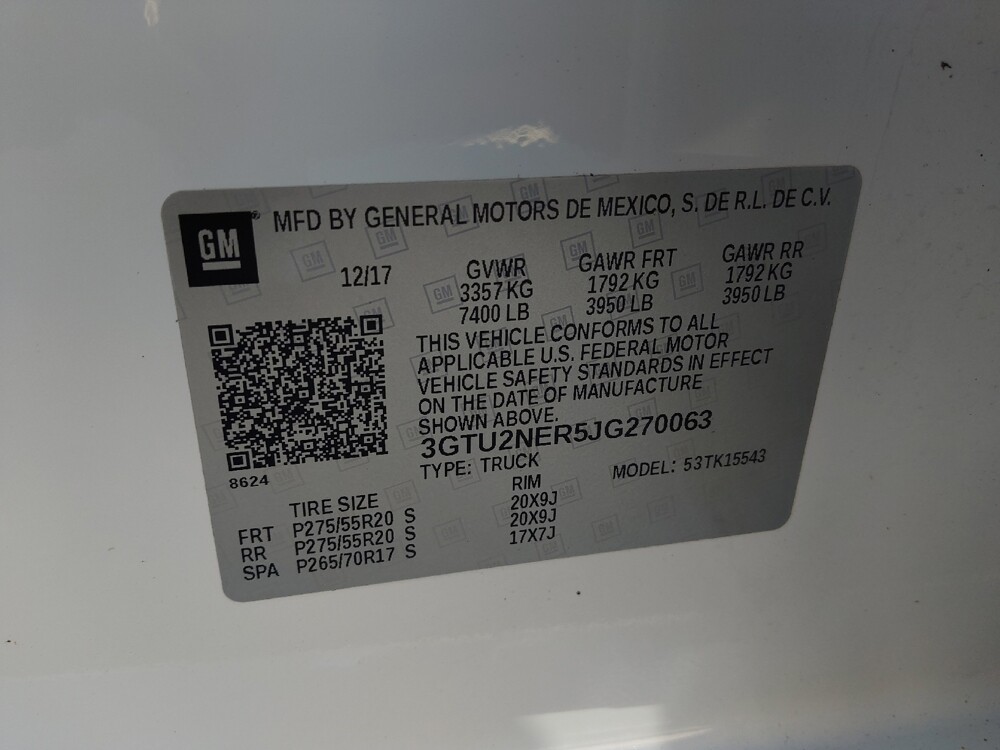 GM® MFD BY GENERAL MOTORS DE MEXICO, S. DE R.L. DE C.V.
12/17
GVWR GAWR FRT GAWR RR
3357 KG 1792 KG 1792 KG
7400 LB 3950 LB 3950 LB
THIS VEHICLE CONFORMS TO ALL
APPLICABLE U.S. FEDERAL MOTOR
VEHICLE SAFETY STANDARDS IN EFFECT
ON THE DATE OF MANUFACTURE
SHOWN ABOVE.
3GTU2NER5JG270063
TYPE: TRUCK MODEL: 53TK15543
8624
TIRE SIZE RIM
FRT P275/55R20 S 20X9J
RR P275/55R20 S 20X9J
SPA P265/70R17 S 17X7J